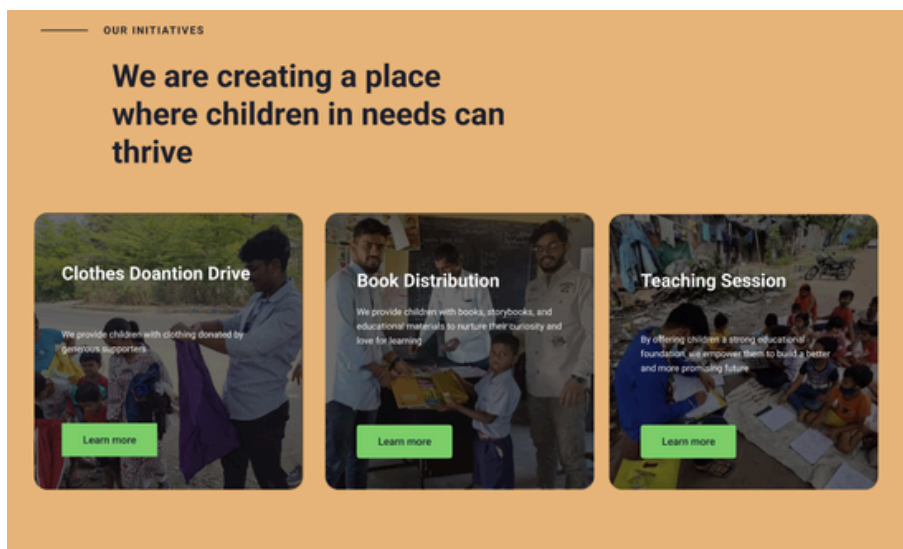 OUR INITIATIVES
We are creating a place
where children in needs can
thrive
Clothes Doantion Drive
We provide children with clothing donated by
generous supporters
Learn more
Book Distribution
We provide children with books, storybooks, and
educational materials to nurture their curiosity and
love for learning
Learn more
Teaching Session
By offering children a strong educational
foundation, we empower them to build a better
and more promising future
Learn more